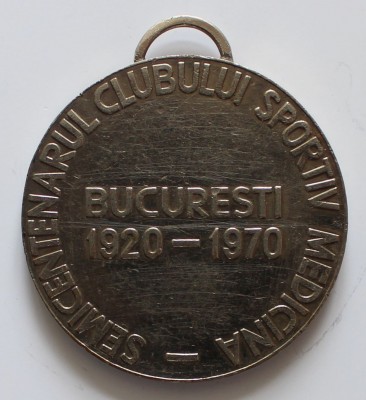 SEMICENTENARUL CLUBULUI SPORTIV MEDICINA —
BUCURESTI
1920 — 1970